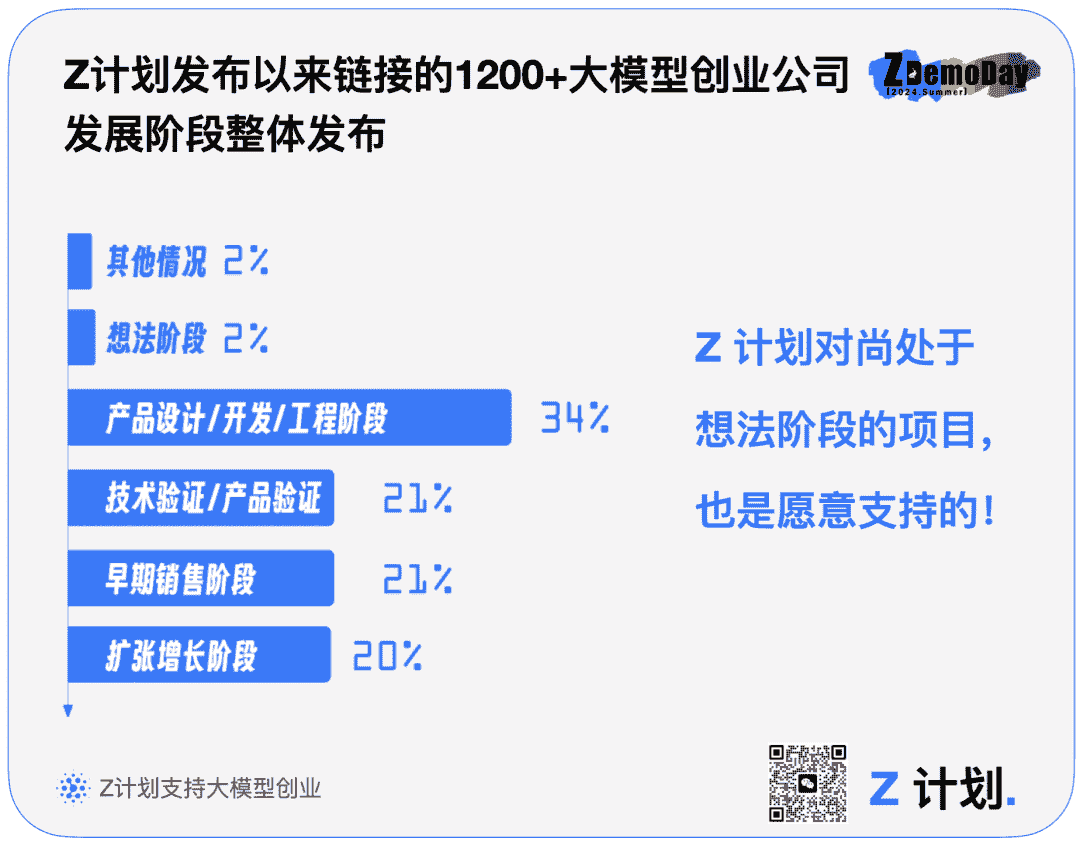 Z计划发布以来链接的1200+大模型创业公司
发展阶段整体发布
ZDemoDay
[2024.Summer]
其他情况 2%
想法阶段 2%
产品设计/开发/工程阶段 34%
技术验证/产品验证 21%
早期销售阶段 21%
扩张增长阶段 20%
Z 计划对尚处于
想法阶段的项目，
也是愿意支持的！
Z计划支持大模型创业
Z 计划.